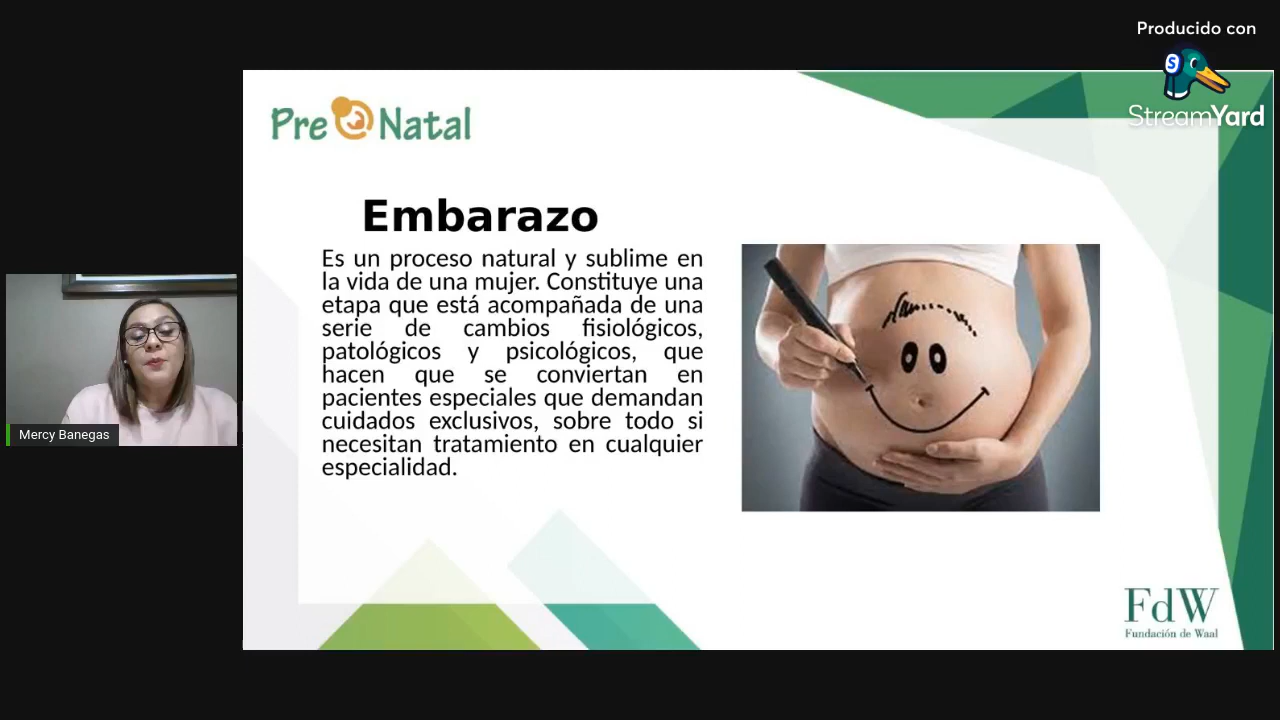 Producido con
StreamYard
Pre Natal
Embarazo
Es un proceso natural y sublime en
la vida de una mujer. Constituye una
etapa que está acompañada de una
serie de cambios fisiológicos,
patológicos y psicológicos, que
hacen que se conviertan en
pacientes especiales que demandan
cuidados exclusivos, sobre todo si
necesitan tratamiento en cualquier
especialidad.
Mercy Banegas
FdW
Fundación de Waal